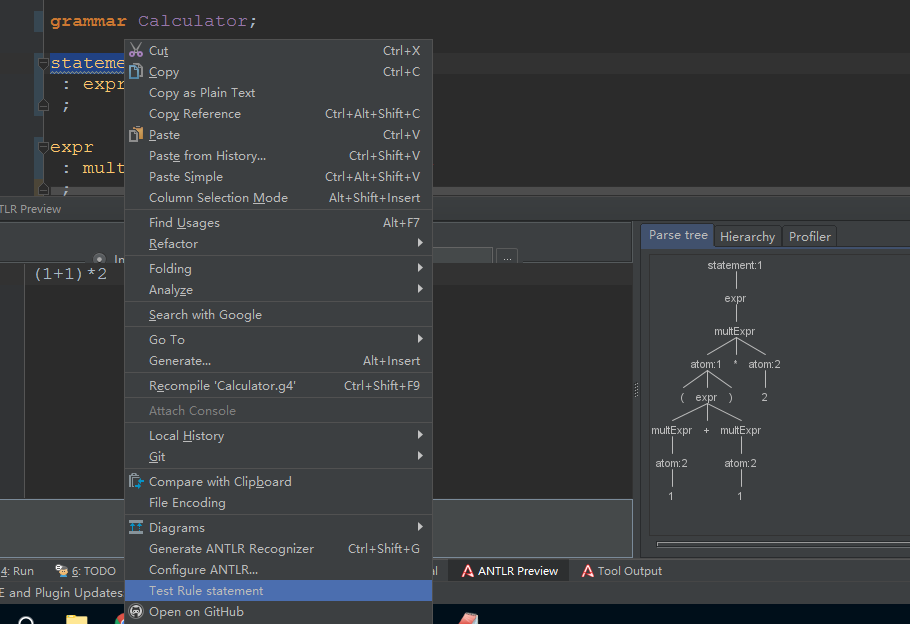 grammar Calculator;
stateme
: expr
;
expr
: mult
;
TLR Preview
(1+1)*2
Cut Ctrl+X
Copy Ctrl+C
Copy as Plain Text
Copy Reference Ctrl+Alt+Shift+C
Paste Ctrl+V
Paste from History... Ctrl+Shift+V
Paste Simple Ctrl+Alt+Shift+V
Column Selection Mode Alt+Shift+Insert
Find Usages Alt+F7
Refactor
Folding
Analyze
Search with Google
Go To
Generate... Alt+Insert
Recompile 'Calculator.g4' Ctrl+Shift+F9
Attach Console
Local History
Git
Compare with Clipboard
File Encoding
Diagrams
Generate ANTLR Recognizer Ctrl+Shift+G
Configure ANTLR...
Test Rule statement
Open on GitHub
...
Parse tree Hierarchy Profiler
statement:1
expr
multExpr
atom:1 * atom:2
( expr ) 2
multExpr + multExpr
atom:2 atom:2
1 1
4: Run 6: TODO al ANTLR Preview Tool Output
E and Plugin Updates